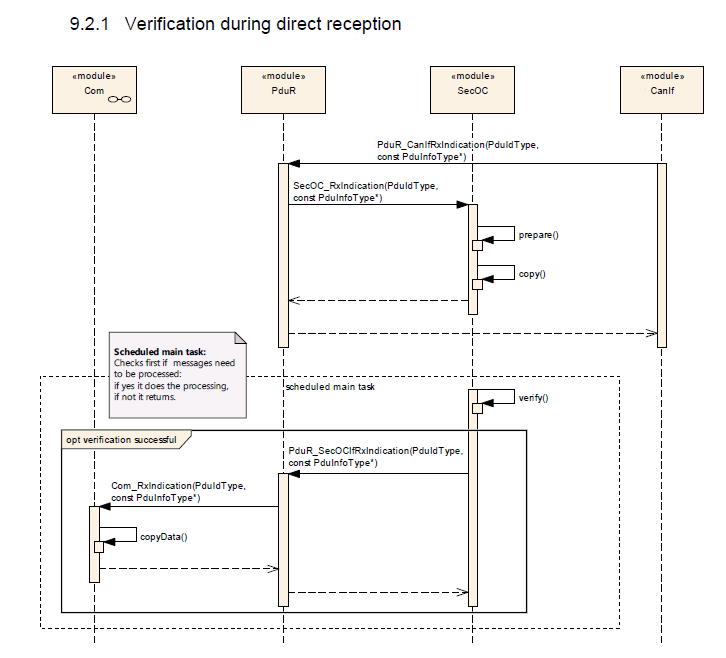 9.2.1 Verification during direct reception
«module»
Com
«module»
PduR
«module»
SecOC
«module»
CanIf
PduR_CanIfRxIndication(PduIdType,
const PduInfoType*)
SecOC_RxIndication(PduIdType,
const PduInfoType*)
prepare()
copy()
Scheduled main task:
Checks first if messages need
to be processed:
if yes it does the processing,
if not it returns.
scheduled main task
verify()
opt verification successful
PduR_SecOCIfRxIndication(PduIdType,
const PduInfoType*)
Com_RxIndication(PduIdType,
const PduInfoType*)
copyData()